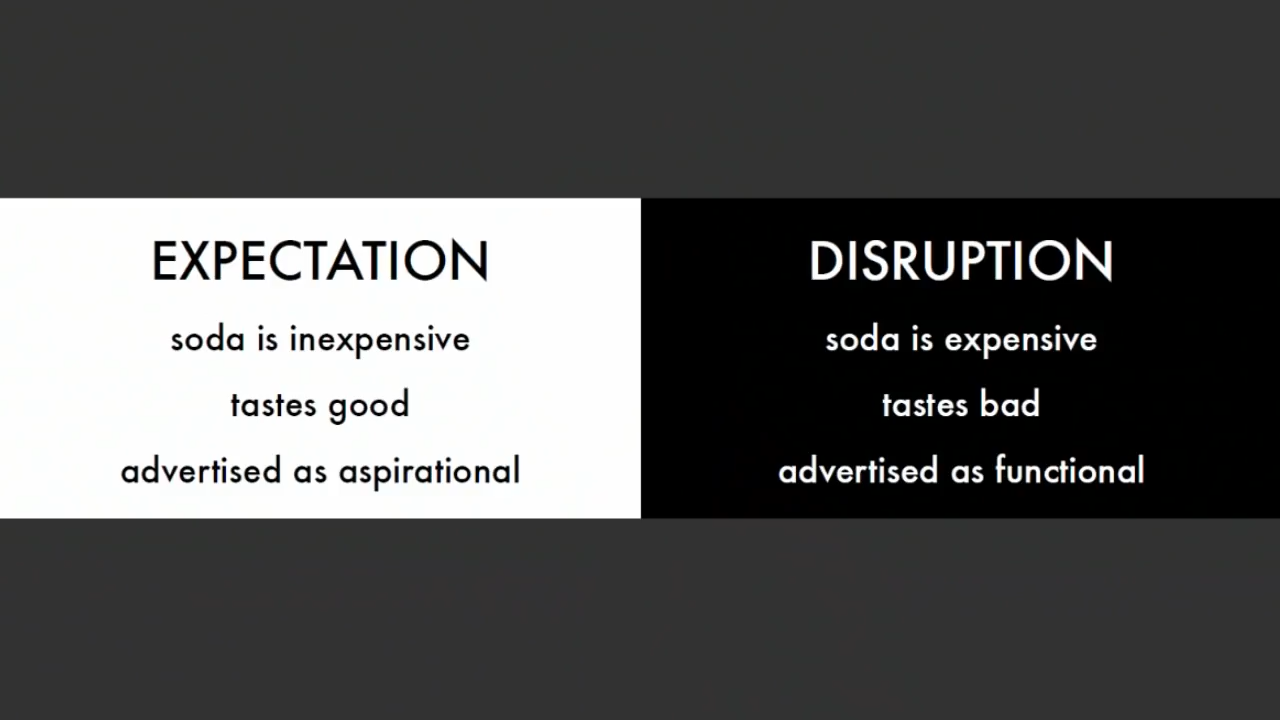 EXPECTATION
soda is inexpensive
tastes good
advertised as aspirational
DISRUPTION
soda is expensive
tastes bad
advertised as functional